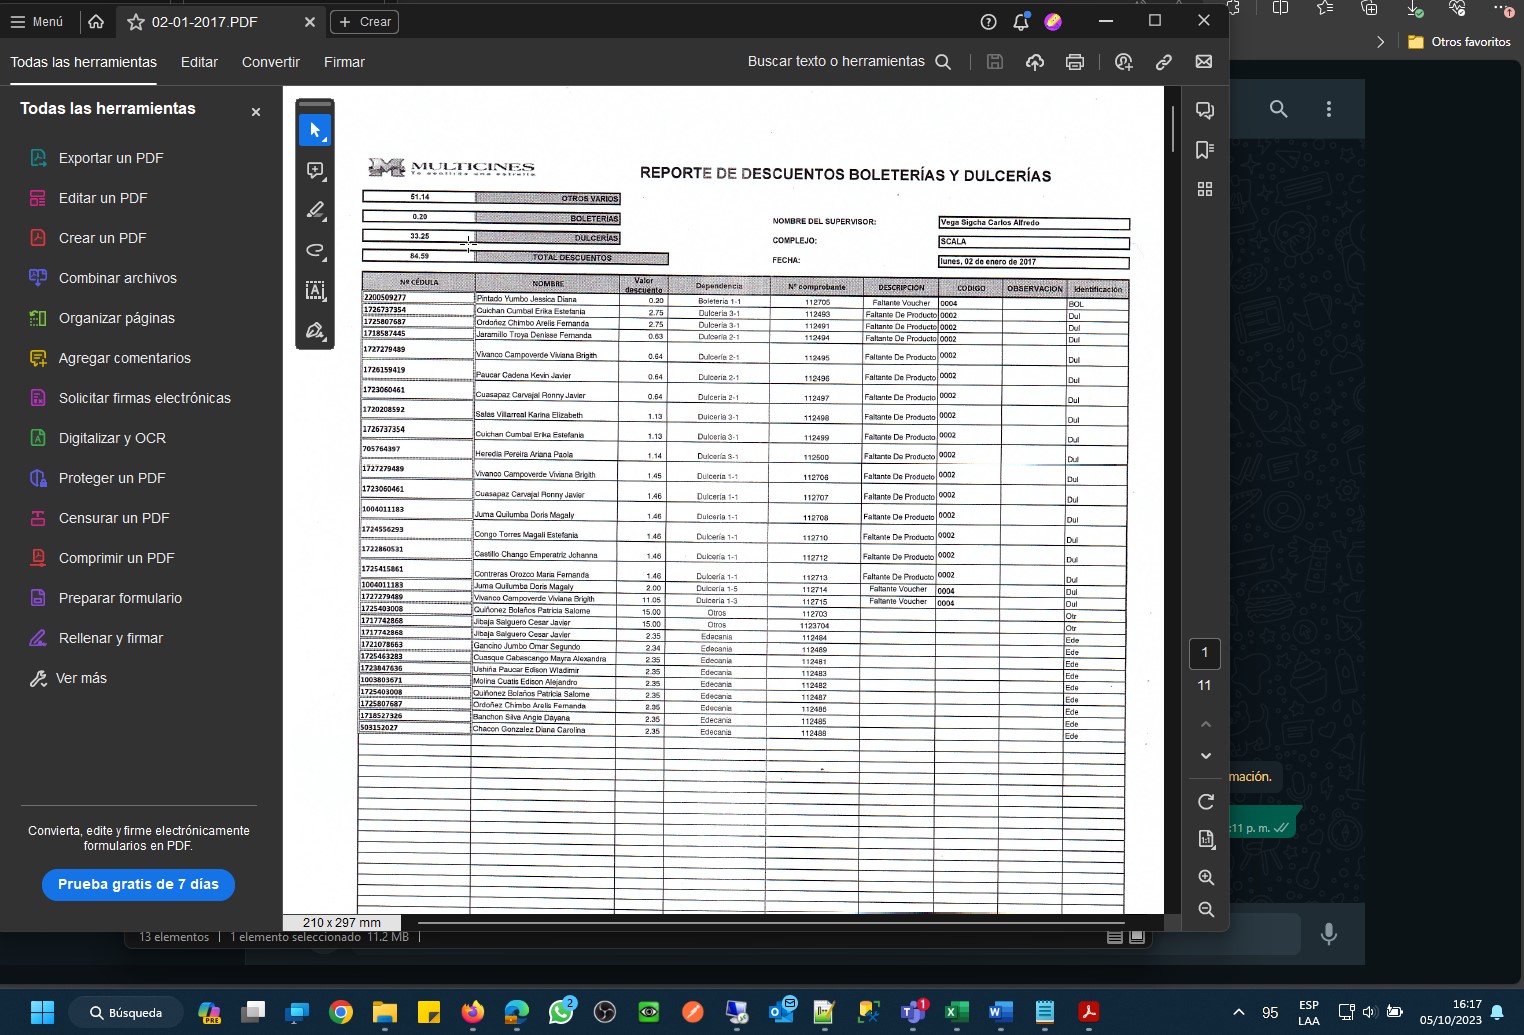 Menú
02-01-2017.PDF
Crear
Otros favoritos
Todas las herramientas Editar Convertir Firmar
Buscar texto o herramientas
Todas las herramientas
Exportar un PDF
Editar un PDF
Crear un PDF
Combinar archivos
Organizar páginas
Agregar comentarios
Solicitar firmas electrónicas
Digitalizar y OCR
Proteger un PDF
Censurar un PDF
Comprimir un PDF
Preparar formulario
Rellenar y firmar
Ver más
Convierta, edite y firme electrónicamente
formularios en PDF.
Prueba gratis de 7 días
MULTICINES
REPORTE DE DESCUENTOS BOLETERÍAS Y DULCERÍAS
51.14 OTROS VARIOS
0.20 BOLETERÍAS
33.25 DULCERÍAS
84.59 TOTAL DESCUENTOS
NOMBRE DEL SUPERVISOR: Vega Sigcha Carlos Alfredo
COMPLEJO: SCALA
FECHA: lunes, 02 de enero de 2017
Nº CÉDULA NOMBRE Valor descuento Dependencia Nº comprobante DESCRIPCION CODIGO OBSERVACION Identificación
2200509277 Pintado Yumbo Jessica Diana 0.20 Boletería 1-1 112705 Faltante Voucher 0004 BOL
1726737354 Cuichan Cumbal Erika Estefania 2.75 Dulcería 3-1 112493 Faltante De Producto 0002 Dul
1725807687 Ordoñez Chimbo Arelis Fernanda 2.75 Dulcería 3-1 112491 Faltante De Producto 0002 Dul
1718587445 Jaramillo Troya Denisse Fernanda 0.63 Dulcería 2-1 112494 Faltante De Producto 0002 Dul
1727279489 Vivanco Campoverde Viviana Brigith 0.64 Dulcería 2-1 112495 Faltante De Producto 0002 Dul
1726159419 Paucar Cadena Kevin Javier 0.64 Dulcería 2-1 112496 Faltante De Producto 0002 Dul
1723060461 Cuasapaz Carvajal Ronny Javier 0.64 Dulcería 2-1 112497 Faltante De Producto 0002 Dul
1720208592 Salas Villarreal Karina Elizabeth 1.13 Dulcería 3-1 112498 Faltante De Producto 0002 Dul
1726737354 Cuichan Cumbal Erika Estefania 1.13 Dulcería 3-1 112499 Faltante De Producto 0002 Dul
705764397 Heredia Pereira Ariana Paola 1.14 Dulcería 3-1 112500 Faltante De Producto 0002 Dul
1727279489 Vivanco Campoverde Viviana Brigith 1.45 Dulcería 1-1 112706 Faltante De Producto 0002 Dul
1723060461 Cuasapaz Carvajal Ronny Javier 1.46 Dulcería 1-1 112707 Faltante De Producto 0002 Dul
1004011183 Juma Quilumba Doris Magaly 1.46 Dulcería 1-1 112708 Faltante De Producto 0002 Dul
1724556293 Congo Torres Magali Estefania 1.46 Dulcería 1-1 112710 Faltante De Producto 0002 Dul
1722860531 Castillo Chango Emperatriz Johanna 1.46 Dulcería 1-1 112712 Faltante De Producto 0002 Dul
1725415861 Contreras Orozco Maria Fernanda 1.46 Dulcería 1-1 112713 Faltante De Producto 0002 Dul
1004011183 Juma Quilumba Doris Magaly 2.00 Dulcería 1-5 112714 Faltante Voucher 0004 Dul
1727279489 Vivanco Campoverde Viviana Brigith 11.05 Dulcería 1-3 112715 Faltante Voucher 0004 Dul
1725403008 Quiñonez Bolaños Patricia Salome 15.00 Otros 112703 Otr
1717742868 Jibaja Salguero Cesar Javier 15.00 Otros 1123704 Otr
1717742868 Jibaja Salguero Cesar Javier 2.35 Edecania 112484 Ede
1721078663 Gancino Jumbo Omar Segundo 2.34 Edecania 112489 Ede
1725463283 Cuasque Cabascango Mayra Alexandra 2.35 Edecania 112481 Ede
1723847636 Ushiña Paucar Edison Wladimir 2.35 Edecania 112483 Ede
1003803671 Molina Cuatis Edison Alejandro 2.35 Edecania 112482 Ede
1725403008 Quiñonez Bolaños Patricia Salome 2.35 Edecania 112487 Ede
1725807687 Ordoñez Chimbo Arelis Fernanda 2.35 Edecania 112486 Ede
1718527326 Banchon Silva Angie Dayana 2.35 Edecania 112485 Ede
503152027 Chacon Gonzalez Diana Carolina 2.35 Edecania 112488 Ede
1
11
210 x 297 mm
mación.
:11 p. m.
13 elementos 1 elemento seleccionado 11.2 MB
Búsqueda
PRE
2
1
95
ESP
LAA
16:17
05/10/2023